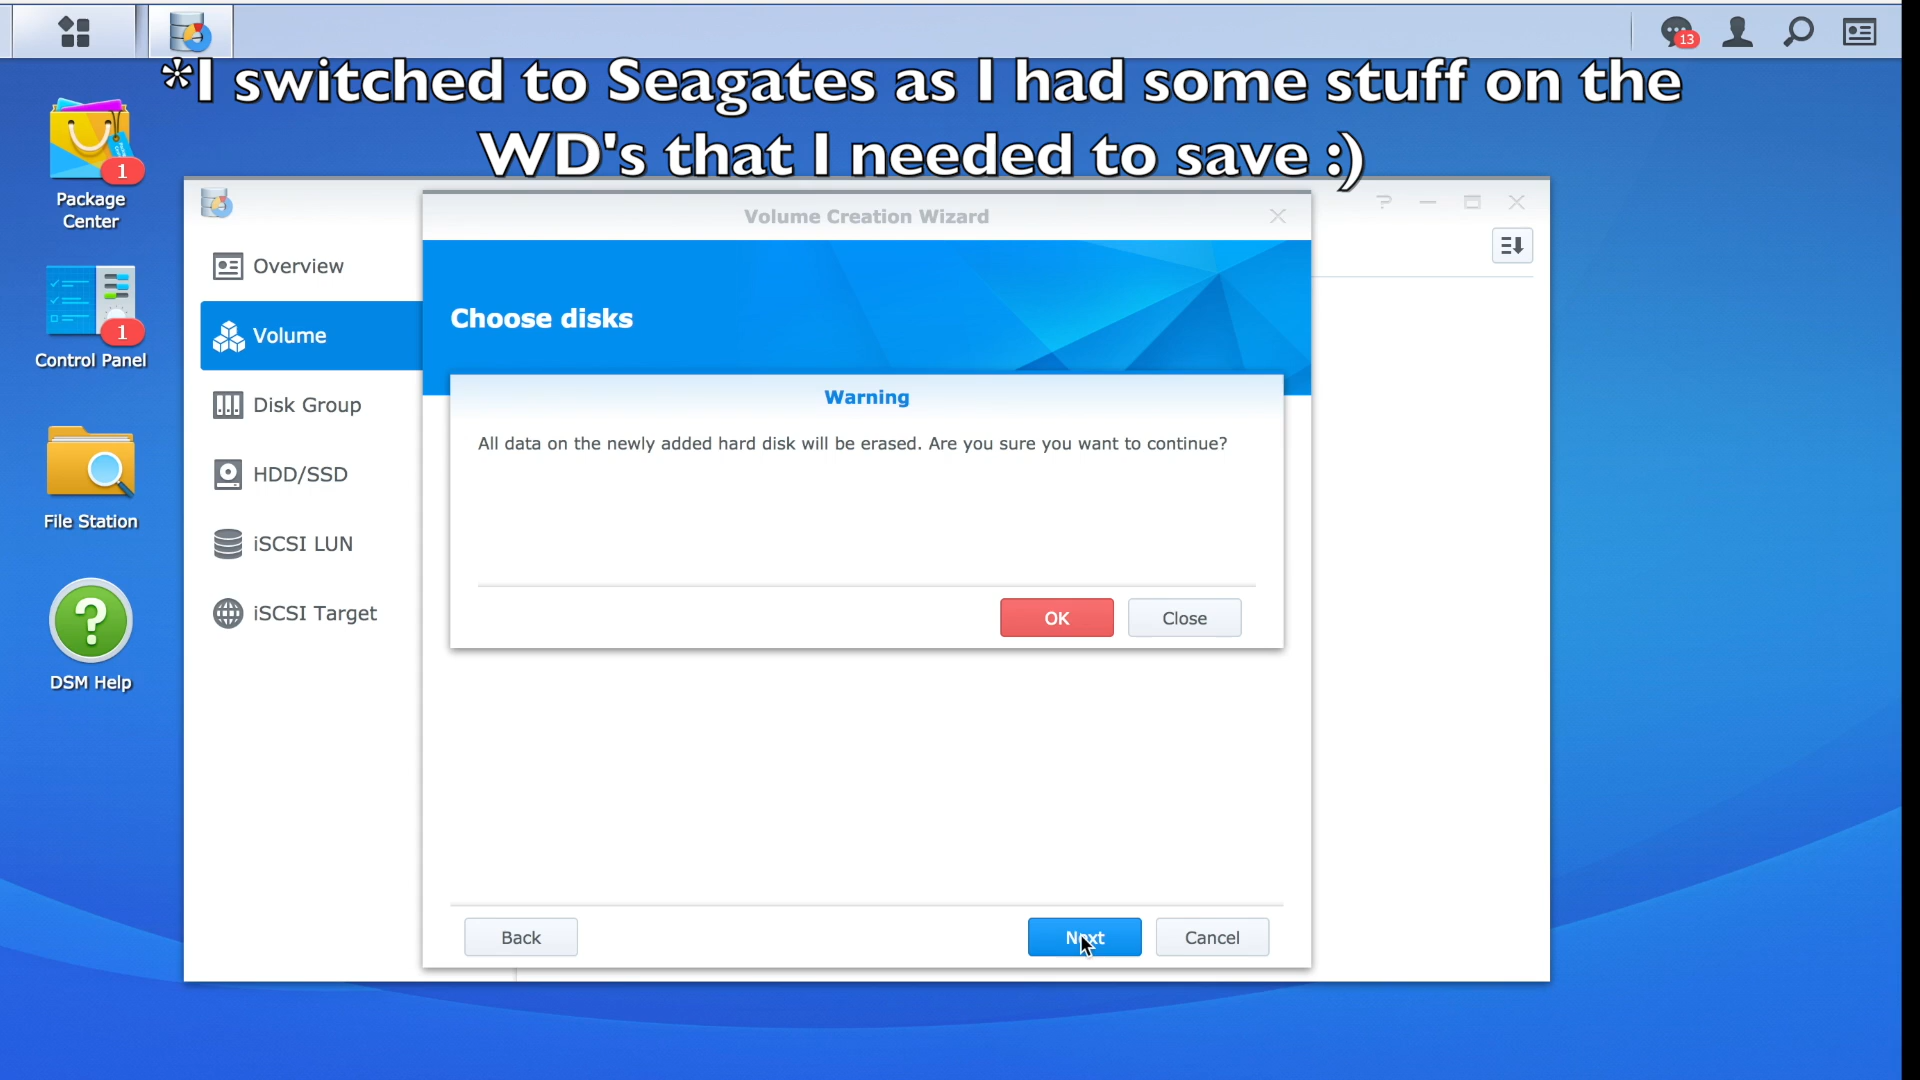 13
*I switched to Seagates as I had some stuff on the
WD's that I needed to save :)
1
Package
Center
1
Control Panel
File Station
?
DSM Help
Overview
Volume
Disk Group
HDD/SSD
iSCSI LUN
iSCSI Target
Volume Creation Wizard
Choose disks
Warning
All data on the newly added hard disk will be erased. Are you sure you want to continue?
OK
Close
Back
Next
Cancel